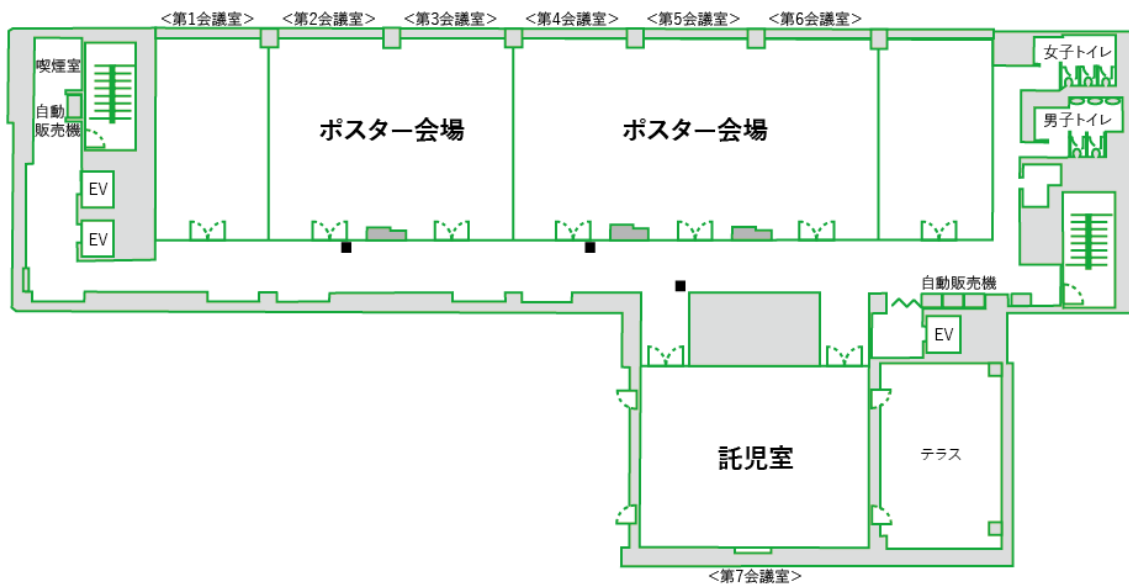 <第1会議室>
<第2会議室>
<第3会議室>
<第4会議室>
<第5会議室>
<第6会議室>
喫煙室
女子トイレ
自動
販売機
男子トイレ
ポスター会場
ポスター会場
EV
EV
自動販売機
EV
託児室
テラス
<第7会議室>